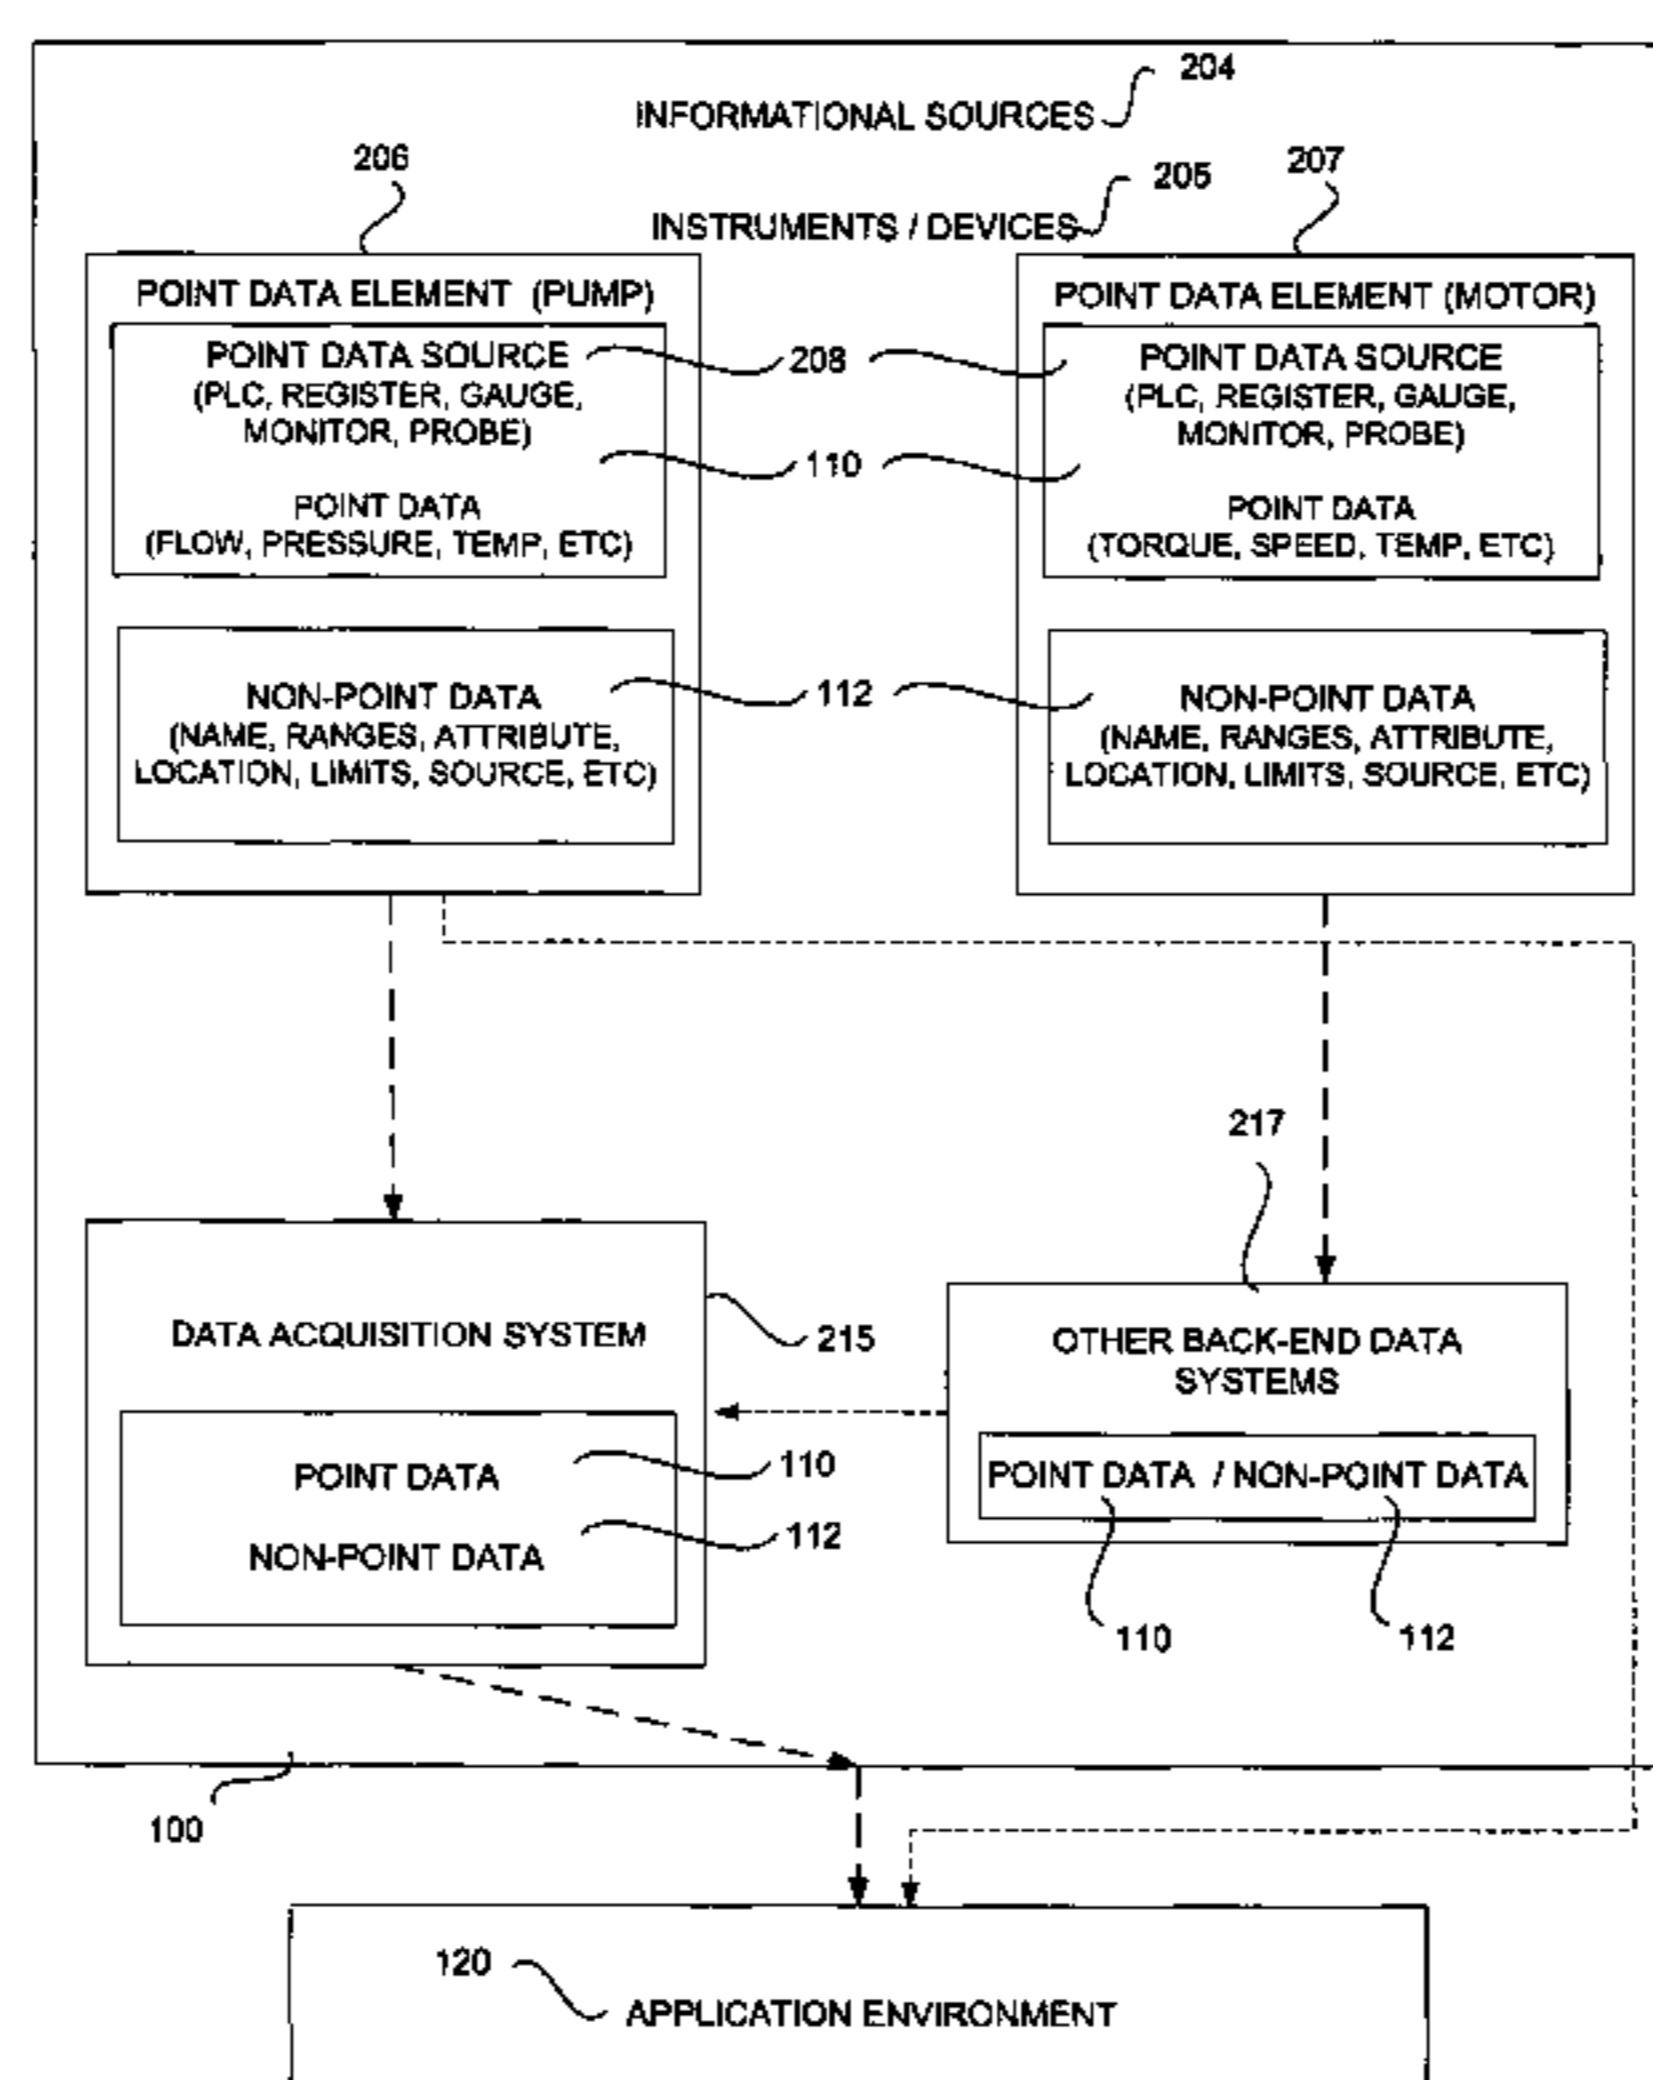 204
INFORMATIONAL SOURCES
206
205
207
INSTRUMENTS / DEVICES
POINT DATA ELEMENT (PUMP)
POINT DATA SOURCE
(PLC, REGISTER, GAUGE,
MONITOR, PROBE)
POINT DATA
(FLOW, PRESSURE, TEMP, ETC)
208
110
POINT DATA ELEMENT (MOTOR)
POINT DATA SOURCE
(PLC, REGISTER, GAUGE,
MONITOR, PROBE)
POINT DATA
(TORQUE, SPEED, TEMP, ETC)
NON-POINT DATA
(NAME, RANGES, ATTRIBUTE,
LOCATION, LIMITS, SOURCE, ETC)
112
NON-POINT DATA
(NAME, RANGES, ATTRIBUTE,
LOCATION, LIMITS, SOURCE, ETC)
217
DATA ACQUISITION SYSTEM
215
POINT DATA
110
NON-POINT DATA
112
OTHER BACK-END DATA
SYSTEMS
POINT DATA / NON-POINT DATA
110
112
100
120
APPLICATION ENVIRONMENT